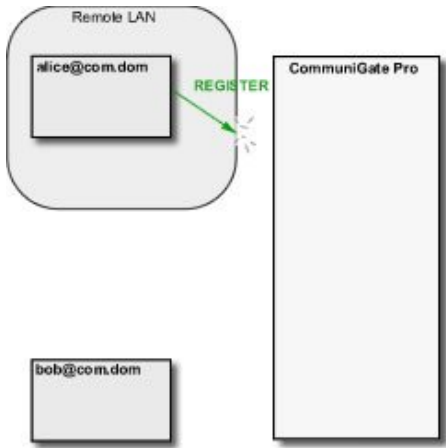 Remote LAN
alice@com.dom
CommuniGate Pro
REGISTER
bob@com.dom